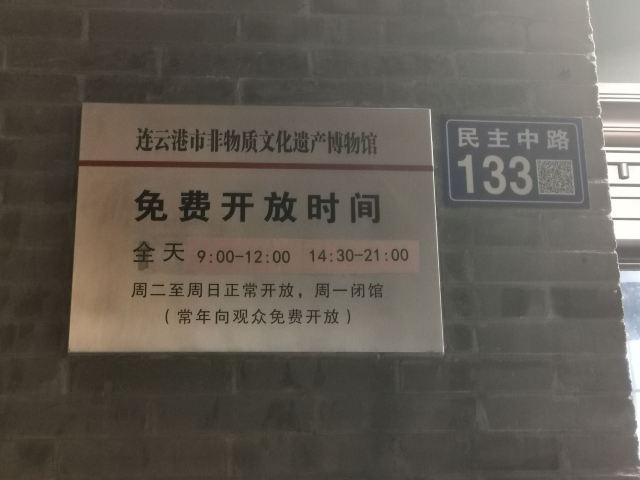 连云港市非物质文化遗产博物馆
免费开放时间
全天 9:00-12:00 14:30-21:00
周二至周日正常开放，周一闭馆
（常年向观众免费开放）
民主中路
133